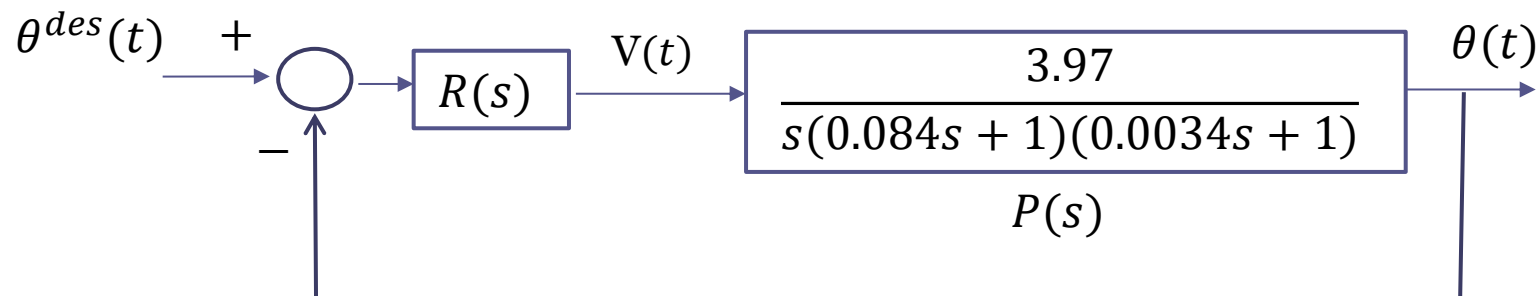 θ^{des}(t) + R(s) V(t) θ(t)
3.97
s(0.084s + 1)(0.0034s + 1)
−
P(s)